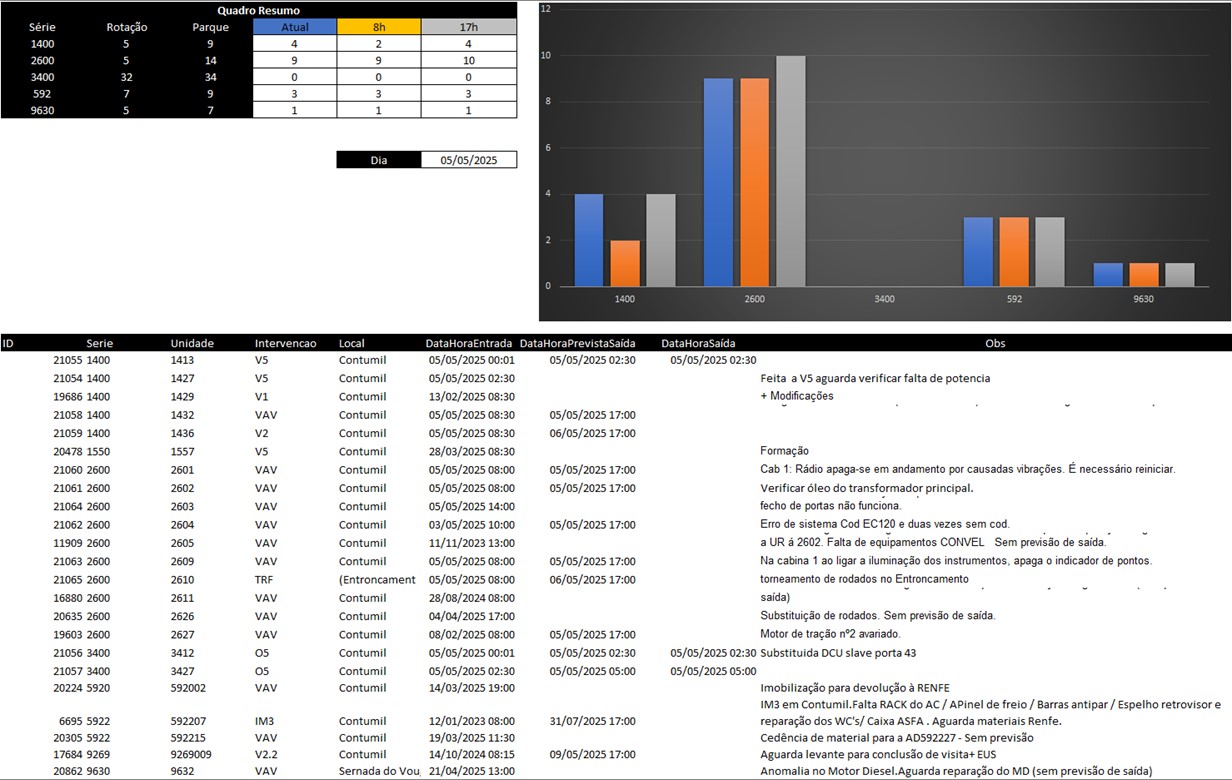 Quadro Resumo
Série Rotação Parque Atual 8h 17h
1400 5 9 4 2 4
2600 5 14 9 9 10
3400 32 34 0 0 0
592 7 9 3 3 3
9630 5 7 1 1 1
Dia 05/05/2025
12
10
8
6
4
2
0
1400 2600 3400 592 9630
ID Serie Unidade Intervencao Local DataHoraEntrada DataHoraPrevistaSaída DataHoraSaída Obs
21055 1400 1413 V5 Contumil 05/05/2025 00:01 05/05/2025 02:30 05/05/2025 02:30
21054 1400 1427 V5 Contumil 05/05/2025 02:30 Feita a V5 aguarda verificar falta de potencia
19686 1400 1429 V1 Contumil 13/02/2025 08:30 + Modificações
21058 1400 1432 VAV Contumil 05/05/2025 08:30 05/05/2025 17:00
21059 1400 1436 V2 Contumil 05/05/2025 08:30 06/05/2025 17:00
20478 1550 1557 V5 Contumil 28/03/2025 08:30 Formação
21060 2600 2601 VAV Contumil 05/05/2025 08:00 05/05/2025 17:00 Cab 1: Rádio apaga-se em andamento por causadas vibrações. É necessário reiniciar.
21061 2600 2602 VAV Contumil 05/05/2025 08:00 05/05/2025 17:00 Verificar óleo do transformador principal.
21064 2600 2603 VAV Contumil 05/05/2025 14:00 fecho de portas não funciona.
21062 2600 2604 VAV Contumil 03/05/2025 10:00 05/05/2025 17:00 Erro de sistema Cod EC120 e duas vezes sem cod.
11909 2600 2605 VAV Contumil 11/11/2023 13:00 a UR á 2602. Falta de equipamentos CONVEL Sem previsão de saída.
21063 2600 2609 VAV Contumil 05/05/2025 08:00 05/05/2025 17:00 Na cabina 1 ao ligar a iluminação dos instrumentos, apaga o indicador de pontos.
21065 2600 2610 TRF (Entroncament 05/05/2025 08:00 06/05/2025 17:00 torneamento de rodados no Entroncamento
16880 2600 2611 VAV Contumil 28/08/2024 08:00 saída)
20635 2600 2626 VAV Contumil 04/04/2025 17:00 Substituição de rodados. Sem previsão de saída.
19603 2600 2627 VAV Contumil 08/02/2025 08:00 05/05/2025 17:00 Motor de tração nº2 avariado.
21056 3400 3412 O5 Contumil 05/05/2025 00:01 05/05/2025 02:30 05/05/2025 02:30 Substituida DCU slave porta 43
21057 3400 3427 O5 Contumil 05/05/2025 02:30 05/05/2025 05:00 05/05/2025 05:00
20224 5920 592002 VAV Contumil 14/03/2025 19:00 Imobilização para devolução à RENFE
IM3 em Contumil.Falta RACK do AC / APinel de freio / Barras antipar / Espelho retrovisor e
6695 5922 592207 IM3 Contumil 12/01/2023 08:00 31/07/2025 17:00 reparação dos WC's/ Caixa ASFA . Aguarda materiais Renfe.
20305 5922 592215 VAV Contumil 19/03/2025 11:30 Cedência de material para a AD592227 - Sem previsão
17684 9269 9269009 V2.2 Contumil 14/10/2024 08:15 09/05/2025 17:00 Aguarda levante para conclusão de visita+ EUS
20862 9630 9632 VAV Sernada do Vou 21/04/2025 13:00 Anomalia no Motor Diesel.Aguarda reparação do MD (sem previsão de saída)